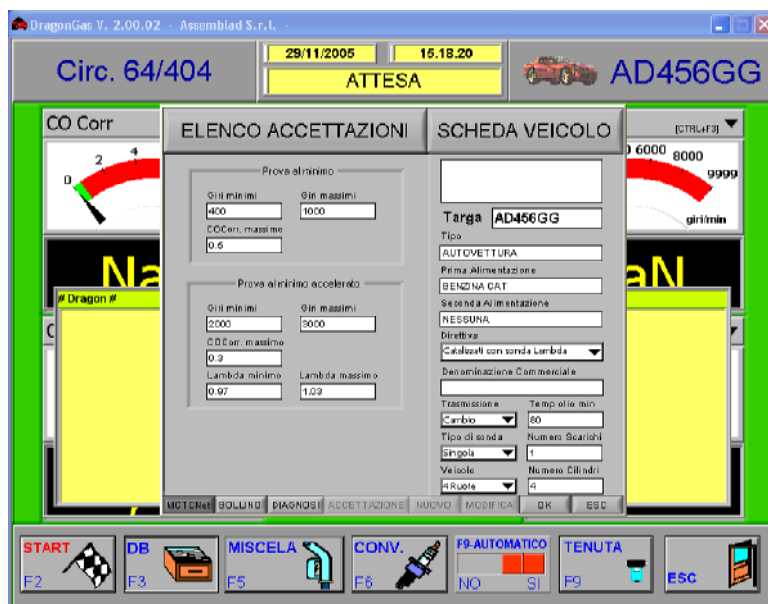 DragonGas V. 2.00.02 - Assemblad S.r.l. -
Circ. 64/404
29/11/2005
15.18.20
ATTESA
AD456GG
CO Corr
[CTRL+F3]
0
2
4
6000
8000
9999
giri/min
Na
aN
# Dragon #
ELENCO ACCETTAZIONI
SCHEDA VEICOLO
Prova al minimo
Giri minimi
Giri massimi
400
1000
COCorr. massimo
0.5
Prova al minimo accelerato
Giri minimi
Giri massimi
2000
3000
COCorr. massimo
0.3
Lambda minimo
Lambda massimo
0.97
1.03
Targa
AD456GG
Tipo
AUTOVETTURA
Prima Alimentazione
BENZINA CAT
Seconda Alimentazione
NESSUNA
Direttiva
Catalizzati con sonda Lambda
Denominazione Commerciale
Trasmissione
Temp olio min
Cambio
80
Tipo di sonda
Numero Scarichi
Singola
1
Veicolo
Numero Cilindri
4 Ruote
4
MCTCNet
BOLLINO
DIAGNOSI
ACCETTAZIONE
NUOVO
MODIFICA
OK
ESC
START
F2
DB
F3
MISCELA
F5
CONV.
F6
F9-AUTOMATICO
NO
SI
TENUTA
F9
ESC